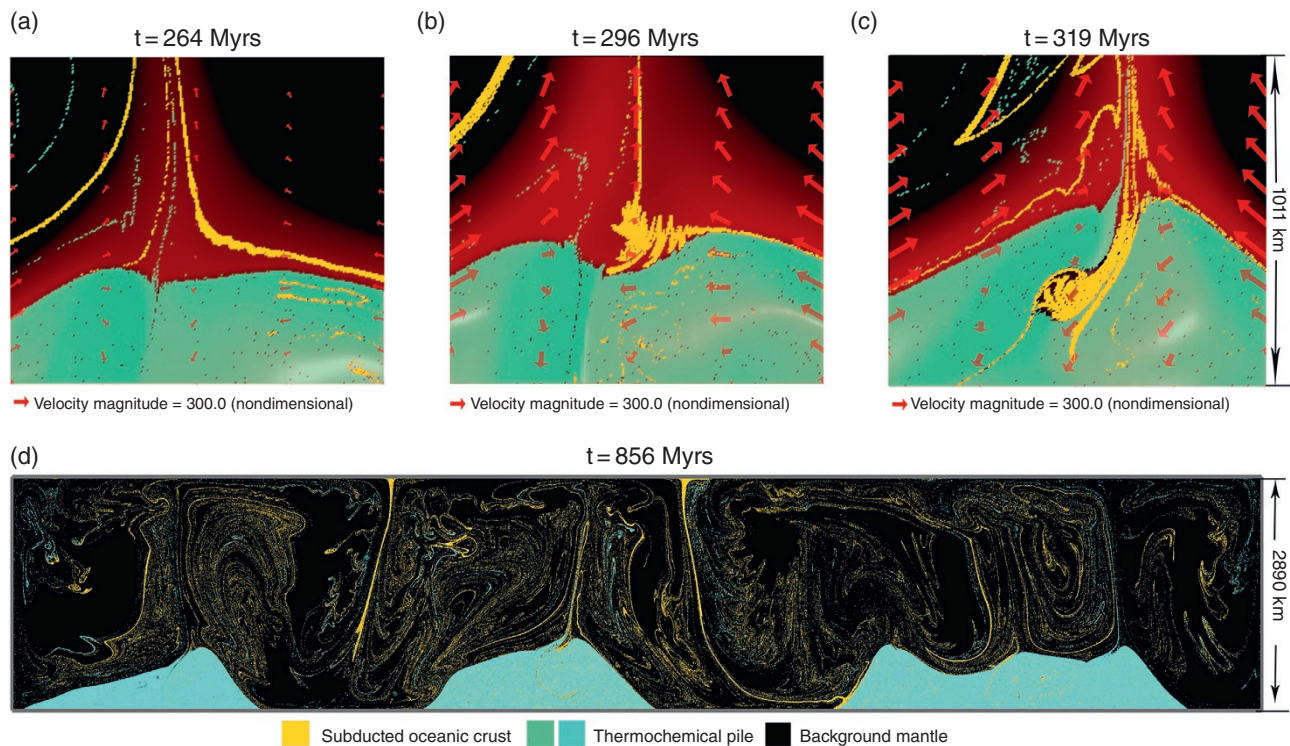 (a)
t = 264 Myrs
(b)
t = 296 Myrs
(c)
t = 319 Myrs
1011 km
Velocity magnitude = 300.0 (nondimensional)
Velocity magnitude = 300.0 (nondimensional)
Velocity magnitude = 300.0 (nondimensional)
(d)
t = 856 Myrs
2890 km
Subducted oceanic crust
Thermochemical pile
Background mantle